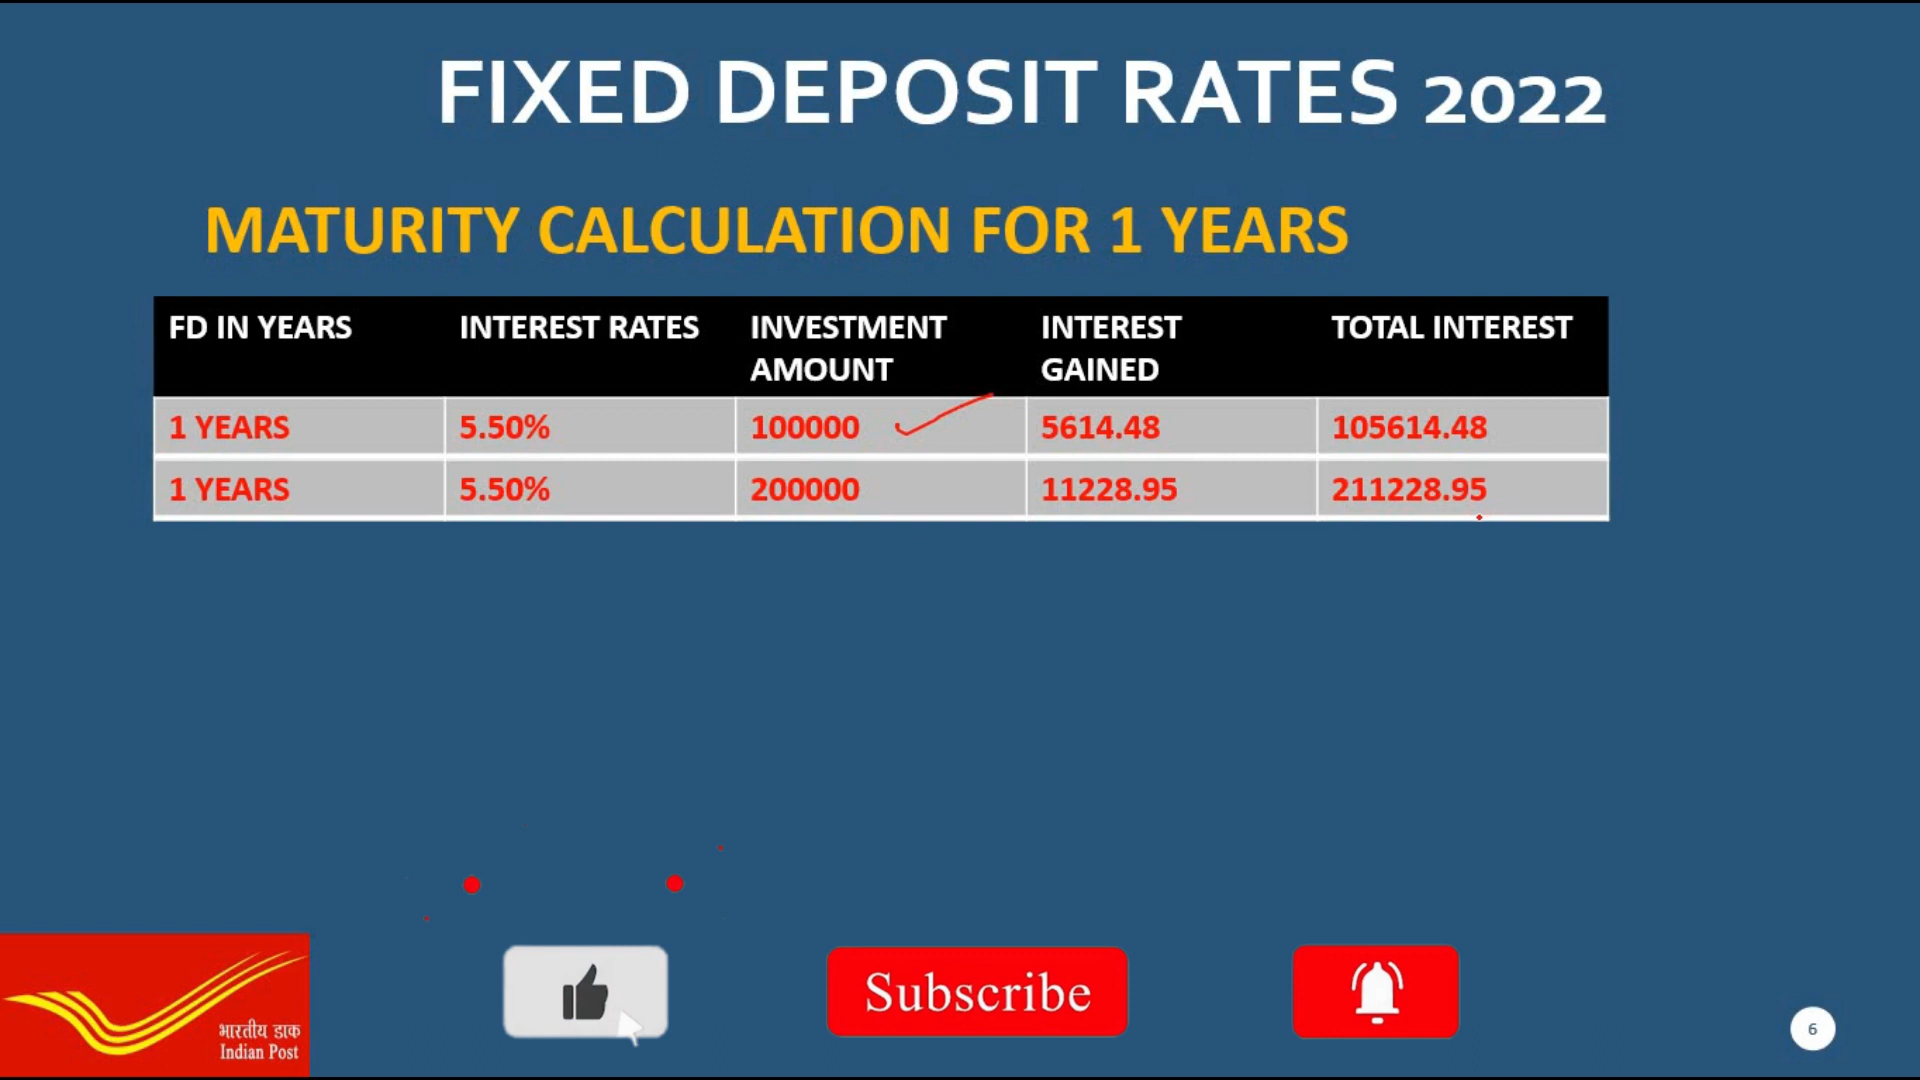 FIXED DEPOSIT RATES 2022
MATURITY CALCULATION FOR 1 YEARS
FD IN YEARS INTEREST RATES INVESTMENT AMOUNT INTEREST GAINED TOTAL INTEREST
1 YEARS 5.50% 100000 5614.48 105614.48
1 YEARS 5.50% 200000 11228.95 211228.95
भारतीय डाक
Indian Post
Subscribe
6